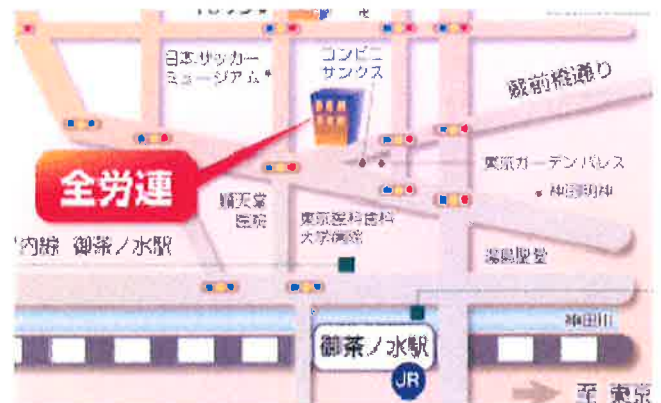 日本サッカー
ミュージアム
コンビニ
サンクス
蔵前橋通り
全労連
東京ガーデンパレス
神田明神
順天堂
医院
東京医科歯科
大学病院
内線 御茶ノ水駅
湯島聖堂
神田川
御茶ノ水駅
JR
至 東京